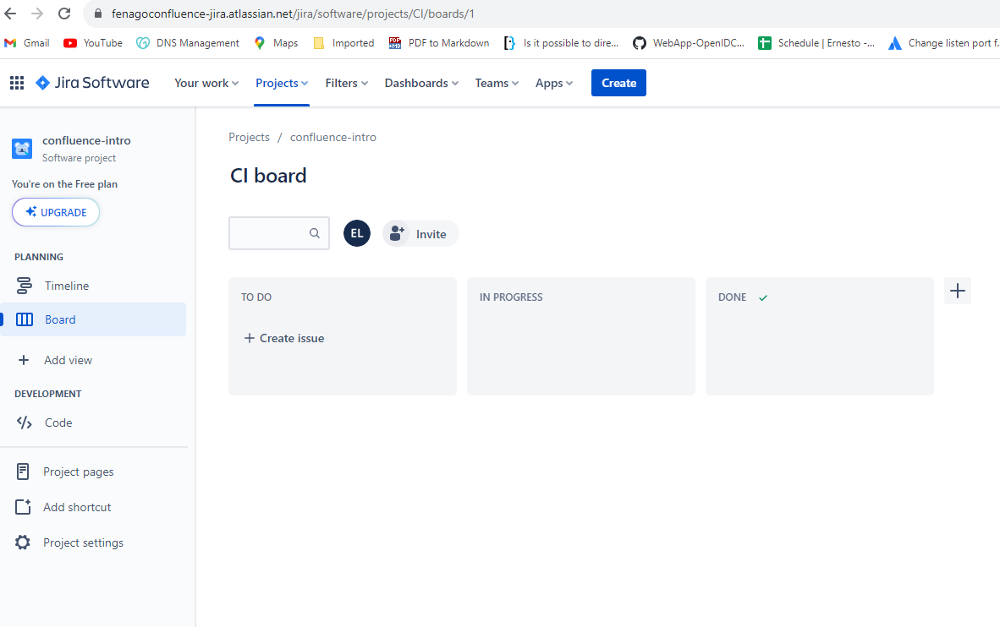 fenagoconfluence-jira.atlassian.net/jira/software/projects/CI/boards/1
Gmail YouTube DNS Management Maps Imported PDF to Markdown Is it possible to dire... WebApp-OpenIDC... Schedule | Ernesto -... Change listen port f.
Jira Software Your work Projects Filters Dashboards Teams Apps Create
confluence-intro
Software project
You're on the Free plan
UPGRADE
PLANNING
Timeline
Board
Add view
DEVELOPMENT
Code
Project pages
Add shortcut
Project settings
Projects / confluence-intro
CI board
EL Invite
TO DO IN PROGRESS DONE
Create issue